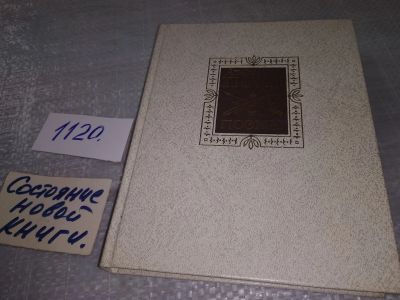 1120.
Состояние
новой
книги.